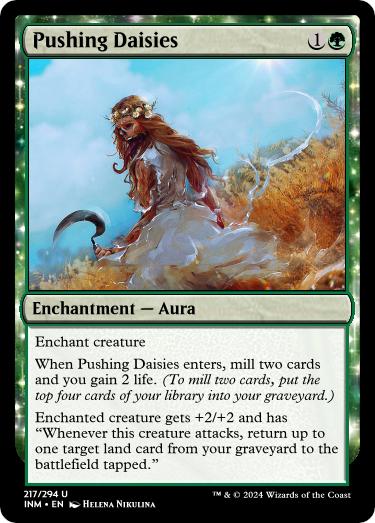 Pushing Daisies 1
Enchantment — Aura
Enchant creature
When Pushing Daisies enters, mill two cards
and you gain 2 life. (To mill two cards, put the
top four cards of your library into your graveyard.)
Enchanted creature gets +2/+2 and has
“Whenever this creature attacks, return up to
one target land card from your graveyard to the
battlefield tapped.”
217/294 U
INM • EN Helena Nikulina
™ & © 2024 Wizards of the Coast